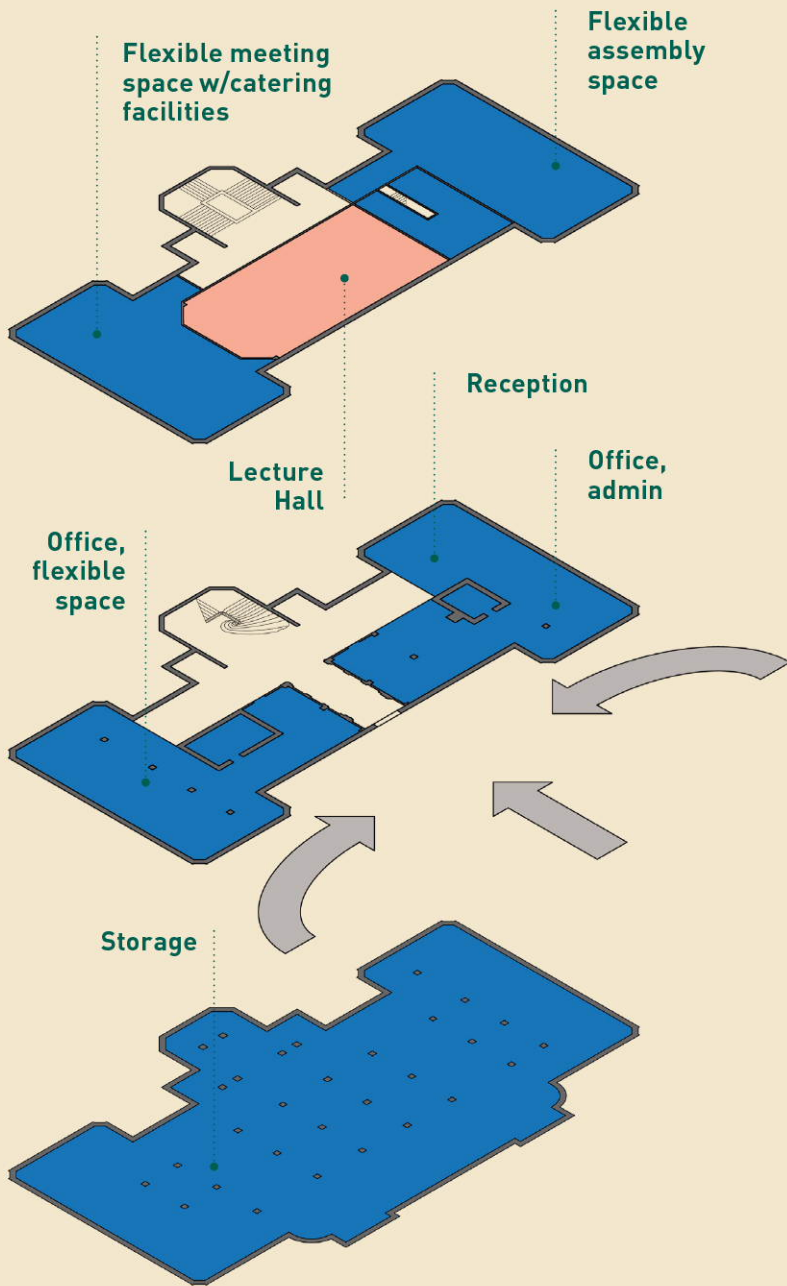 Flexible meeting
space w/catering
facilities
Flexible
assembly
space
Lecture
Hall
Reception
Office,
admin
Office,
flexible
space
Storage